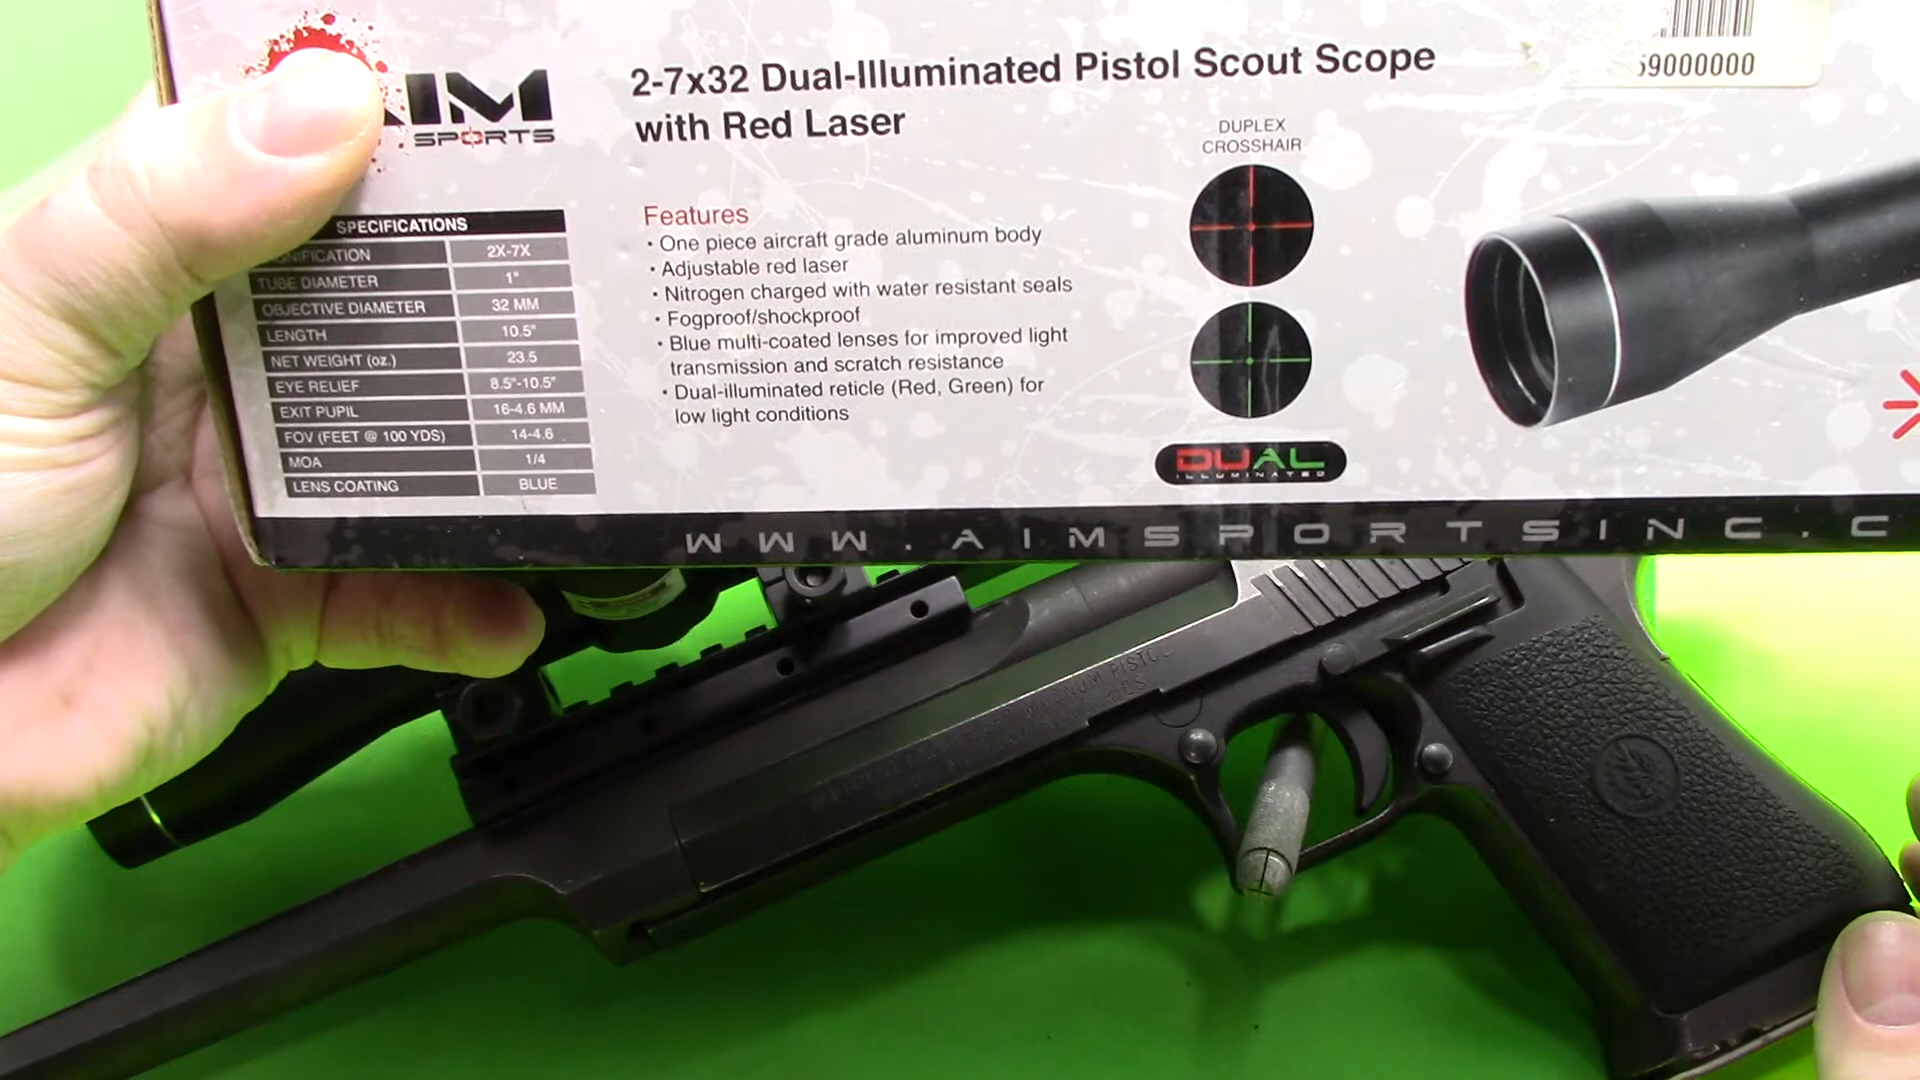 59000000
AIM
SPORTS
2-7x32 Dual-Illuminated Pistol Scout Scope
with Red Laser
DUPLEX
CROSSHAIR
SPECIFICATIONS
MAGNIFICATION 2X-7X
TUBE DIAMETER 1"
OBJECTIVE DIAMETER 32 MM
LENGTH 10.5"
NET WEIGHT (oz.) 23.5
EYE RELIEF 8.5"-10.5"
EXIT PUPIL 16-4.6 MM
FOV (FEET @ 100 YDS) 14-4.6
MOA 1/4
LENS COATING BLUE
Features
• One piece aircraft grade aluminum body
• Adjustable red laser
• Nitrogen charged with water resistant seals
• Fogproof/shockproof
• Blue multi-coated lenses for improved light
transmission and scratch resistance
• Dual-illuminated reticle (Red, Green) for
low light conditions
DUAL
ILLUMINATED
WWW.AIMSPORTSINC.C
MAGNUM PISTOL